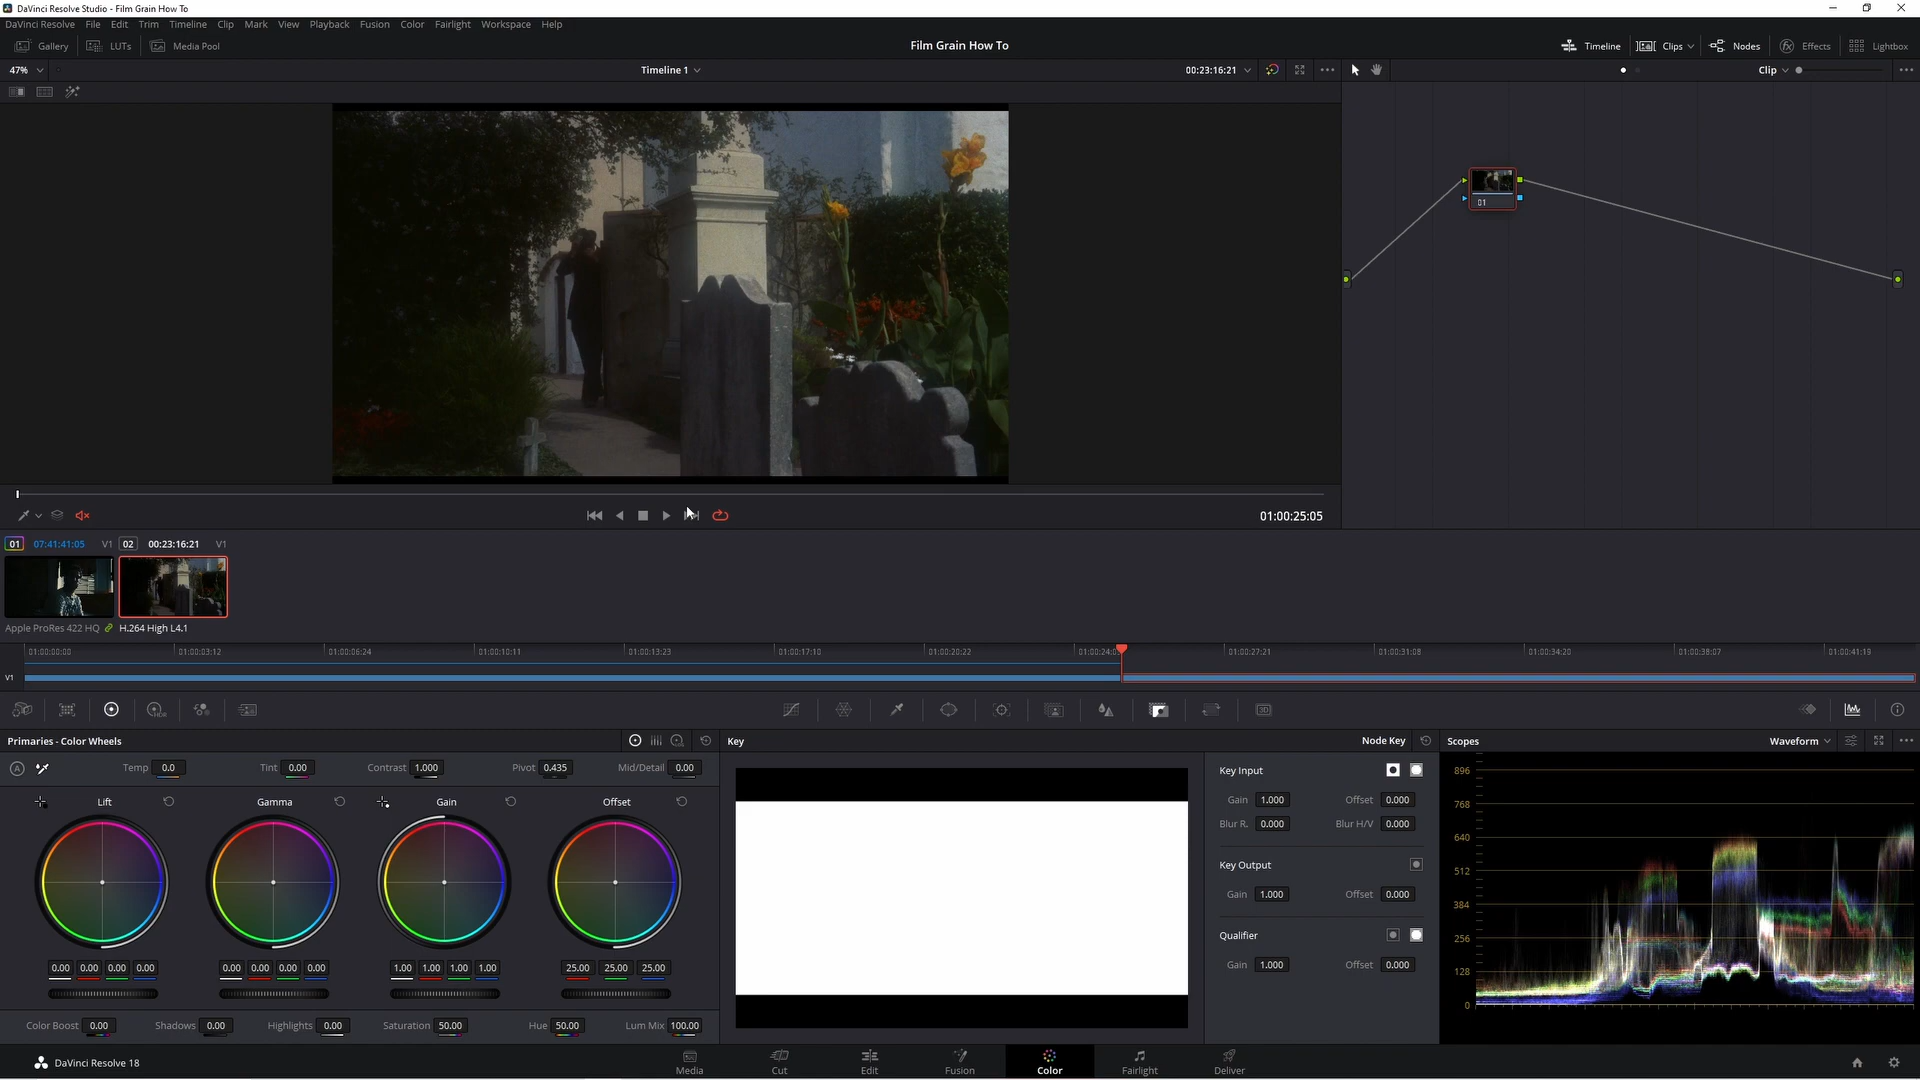 DaVinci Resolve Studio - Film Grain How To
DaVinci Resolve File Edit Trim Timeline Clip Mark View Playback Fusion Color Fairlight Workspace Help
Gallery LUTs Media Pool Film Grain How To Timeline Clips Nodes Effects Lightbox
47% Timeline 1 00:23:16:21 Clip
01
01:00:25:05
01 07:41:41:05 V1 02 00:23:16:21 V1
Apple ProRes 422 HQ H.264 High L4.1
01:00:00:00 01:00:03:12 01:00:06:24 01:00:10:11 01:00:13:23 01:00:17:10 01:00:20:22 01:00:27:21 01:00:31:08 01:00:34:20 01:00:38:07 01:00:41:19
V1
Primaries - Color Wheels Key Node Key Scopes Waveform
A Temp 0.0 Tint 0.00 Contrast 1.000 Pivot 0.435 Mid/Detail 0.00
Lift Gamma Gain Offset
0.00 0.00 0.00 0.00 0.00 0.00 0.00 0.00 1.00 1.00 1.00 1.00 25.00 25.00 25.00
Color Boost 0.00 Shadows 0.00 Highlights 0.00 Saturation 50.00 Hue 50.00 Lum Mix 100.00
Key Input
Gain 1.000 Offset 0.000
Blur R. 0.000 Blur H/V 0.000
Key Output
Gain 1.000 Offset 0.000
Qualifier
Gain 1.000 Offset 0.000
896
768
640
512
384
256
128
0
DaVinci Resolve 18 Media Cut Edit Fusion Color Fairlight Deliver